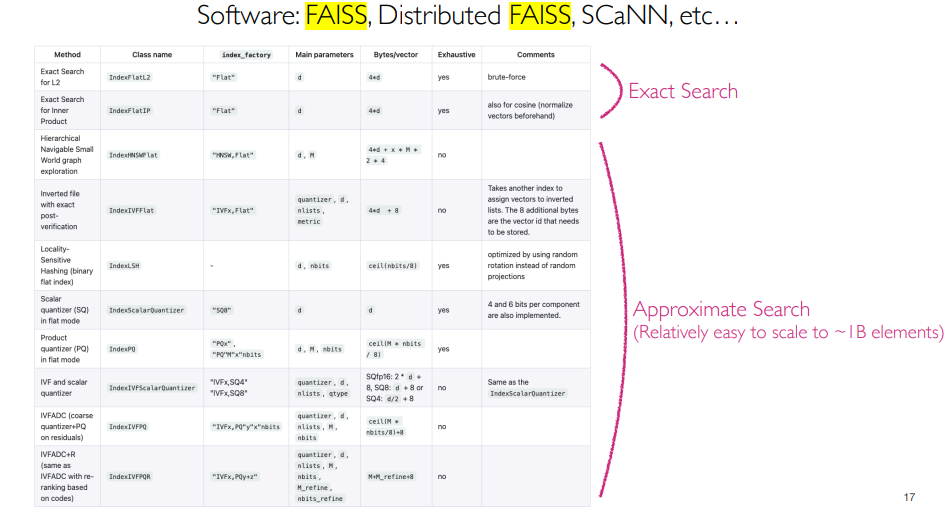 Software: FAISS, Distributed FAISS, SCaNN, etc…
Method Class name index_factory Main parameters Bytes/vector Exhaustive Comments
Exact Search for L2 IndexFlatL2 "Flat" d 4*d yes brute-force
Exact Search for Inner Product IndexFlatIP "Flat" d 4*d yes also for cosine (normalize vectors beforehand)
Hierarchical Navigable Small World graph exploration IndexHNSWFlat "HNSW,Flat" d, M 4*d + x * M * 2 * 4 no
Inverted file with exact post-verification IndexIVFFlat "IVFx,Flat" quantizer, d, nlists, metric 4*d + 8 no Takes another index to assign vectors to inverted lists. The 8 additional bytes are the vector id that needs to be stored.
Locality-Sensitive Hashing (binary flat index) IndexLSH - d, nbits ceil(nbits/8) yes optimized by using random rotation instead of random projections
Scalar quantizer (SQ) in flat mode IndexScalarQuantizer "SQ8" d d yes 4 and 6 bits per component are also implemented.
Product quantizer (PQ) in flat mode IndexPQ "PQx", "PQ"M"x"nbits d, M, nbits ceil(M * nbits / 8) yes
IVF and scalar quantizer IndexIVFScalarQuantizer "IVFx,SQ4" "IVFx,SQ8" quantizer, d, nlists, qtype SQfp16: 2 * d + 8, SQ8: d + 8 or SQ4: d/2 + 8 no Same as the IndexScalarQuantizer
IVFADC (coarse quantizer+PQ on residuals) IndexIVFPQ "IVFx,PQ"y"x"nbits quantizer, d, nlists, M, nbits ceil(M * nbits/8)+8 no
IVFADC+R (same as IVFADC with re-ranking based on codes) IndexIVFPQR "IVFx,PQy+z" quantizer, d, nlists, M, nbits, M_refine, nbits_refine M+M_refine+8 no
Exact Search
Approximate Search
(Relatively easy to scale to ~1B elements)
17